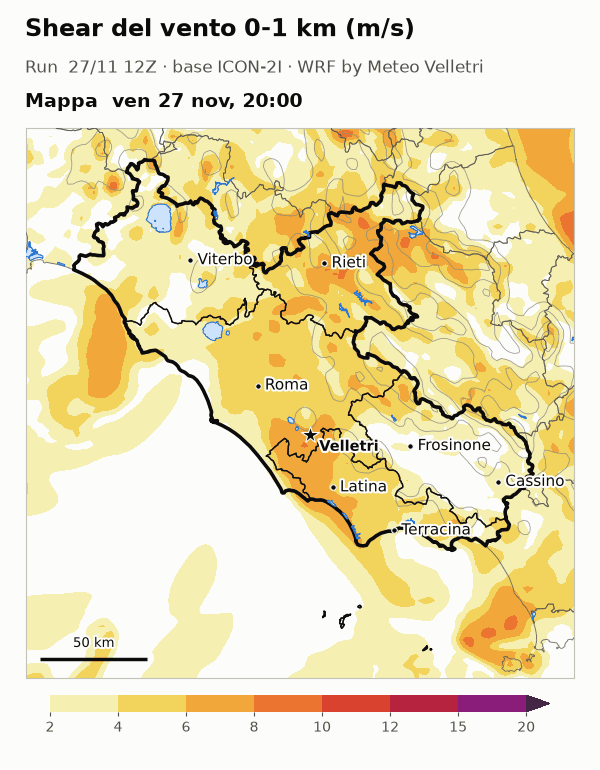 Shear del vento 0-1 km (m/s)
Run  27/11 12Z · base ICON-2I · WRF by Meteo Velletri
Mappa  ven 27 nov, 20:00
Viterbo
Rieti
Roma
Velletri
Frosinone
Latina
Cassino
Terracina
50 km
2 4 6 8 10 12 15 20